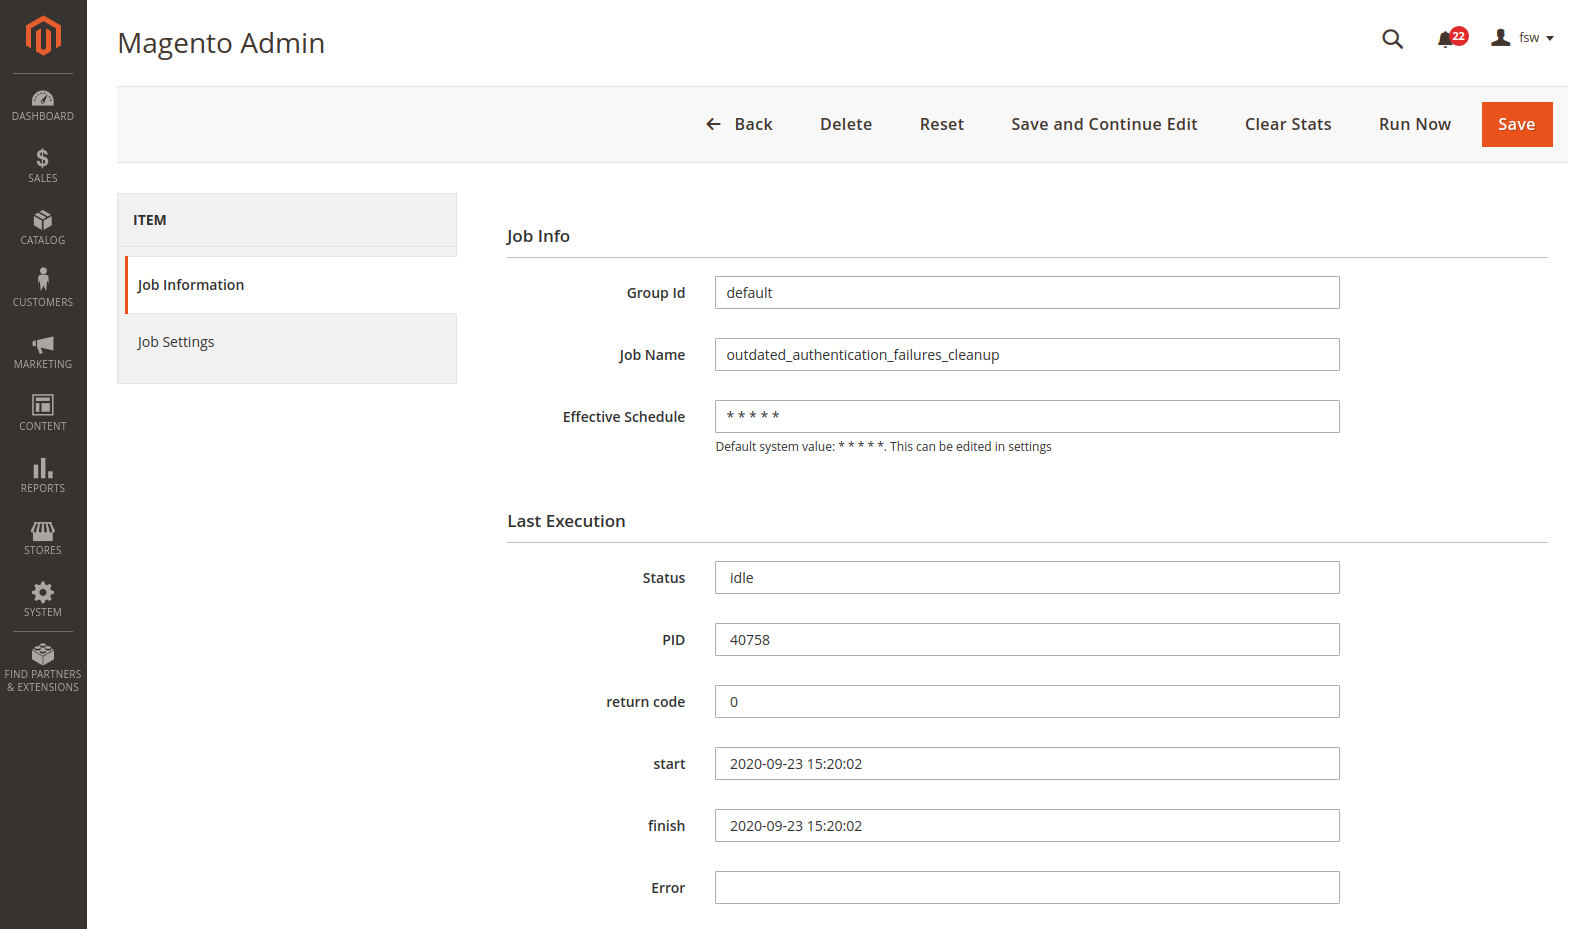 Magento Admin
22
fsw
Back
Delete
Reset
Save and Continue Edit
Clear Stats
Run Now
Save
DASHBOARD
$
SALES
CATALOG
CUSTOMERS
MARKETING
CONTENT
REPORTS
STORES
SYSTEM
FIND PARTNERS
& EXTENSIONS
ITEM
Job Information
Job Settings
Job Info
Group Id
default
Job Name
outdated_authentication_failures_cleanup
Effective Schedule
* * * * *
Default system value: * * * * *. This can be edited in settings
Last Execution
Status
idle
PID
40758
return code
0
start
2020-09-23 15:20:02
finish
2020-09-23 15:20:02
Error